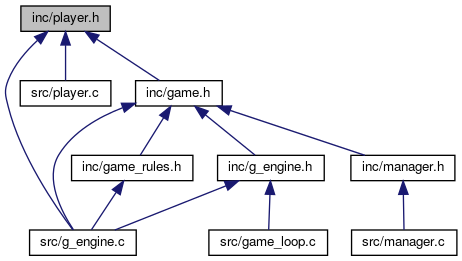 inc/player.h
src/player.c
inc/game.h
inc/game_rules.h
inc/g_engine.h
inc/manager.h
src/g_engine.c
src/game_loop.c
src/manager.c